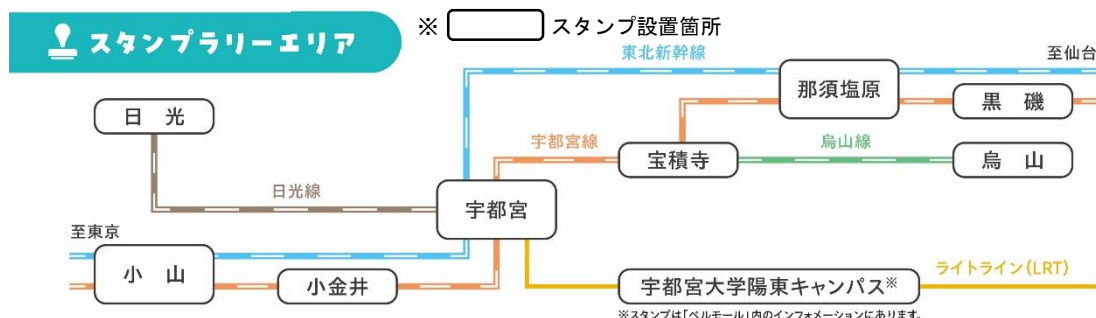 スタンプラリーエリア
※ スタンプ設置箇所
東北新幹線
至仙台
那須塩原
黒磯
日光
宇都宮線
宝積寺
烏山線
烏山
日光線
宇都宮
至東京
小山
小金井
ライトライン(LRT)
宇都宮大学陽東キャンパス※
※スタンプは「ベルモール」内のインフォメーションにあります。